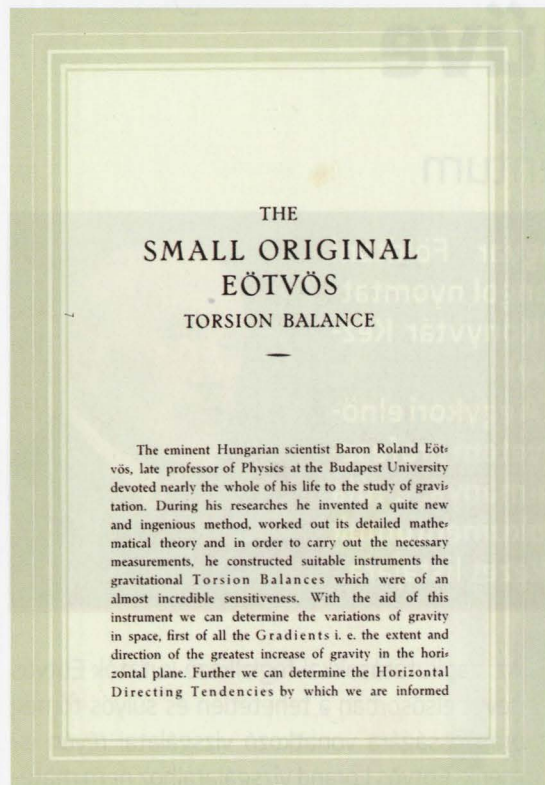 THE
SMALL ORIGINAL
EÖTVÖS
TORSION BALANCE
The eminent Hungarian scientist Baron Roland Eöt-
vös, late professor of Physics at the Budapest University
devoted nearly the whole of his life to the study of gravi-
tation. During his researches he invented a quite new
and ingenious method, worked out its detailed mathe-
matical theory and in order to carry out the necessary
measurements, he constructed suitable instruments the
gravitational Torsion Balances which were of an
almost incredible sensitiveness. With the aid of this
instrument we can determine the variations of gravity
in space, first of all the Gradients i. e. the extent and
direction of the greatest increase of gravity in the hori-
zontal plane. Further we can determine the Horizontal
Directing Tendencies by which we are informed